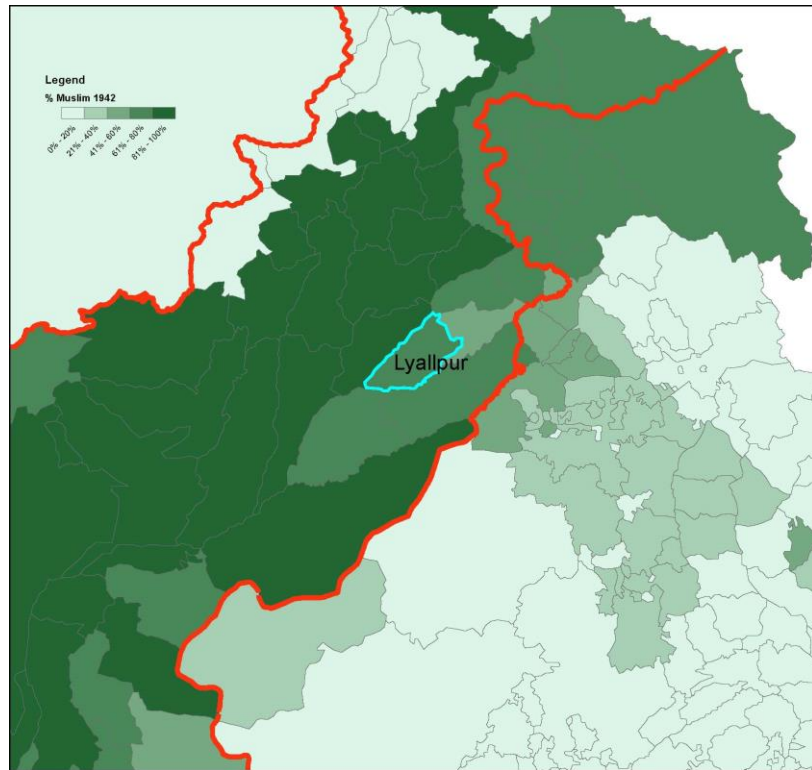 Legend
% Muslim 1942
0% - 20%
21% - 40%
41% - 60%
61% - 80%
81% - 100%
Lyallpur